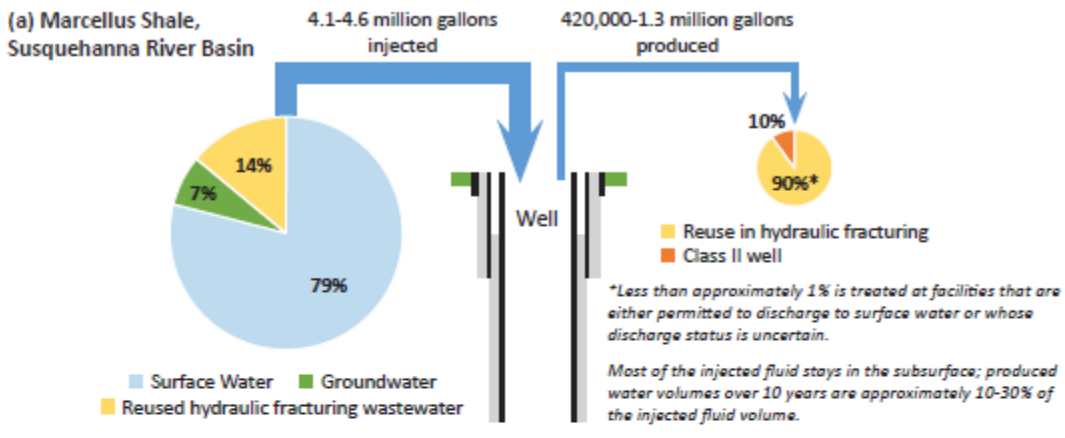 (a) Marcellus Shale,
Susquehanna River Basin
4.1-4.6 million gallons
injected
420,000-1.3 million gallons
produced
14%
7%
79%
Well
10%
90%*
Surface Water
Groundwater
Reused hydraulic fracturing wastewater
Reuse in hydraulic fracturing
Class II well
*Less than approximately 1% is treated at facilities that are
either permitted to discharge to surface water or whose
discharge status is uncertain.
Most of the injected fluid stays in the subsurface; produced
water volumes over 10 years are approximately 10-30% of
the injected fluid volume.